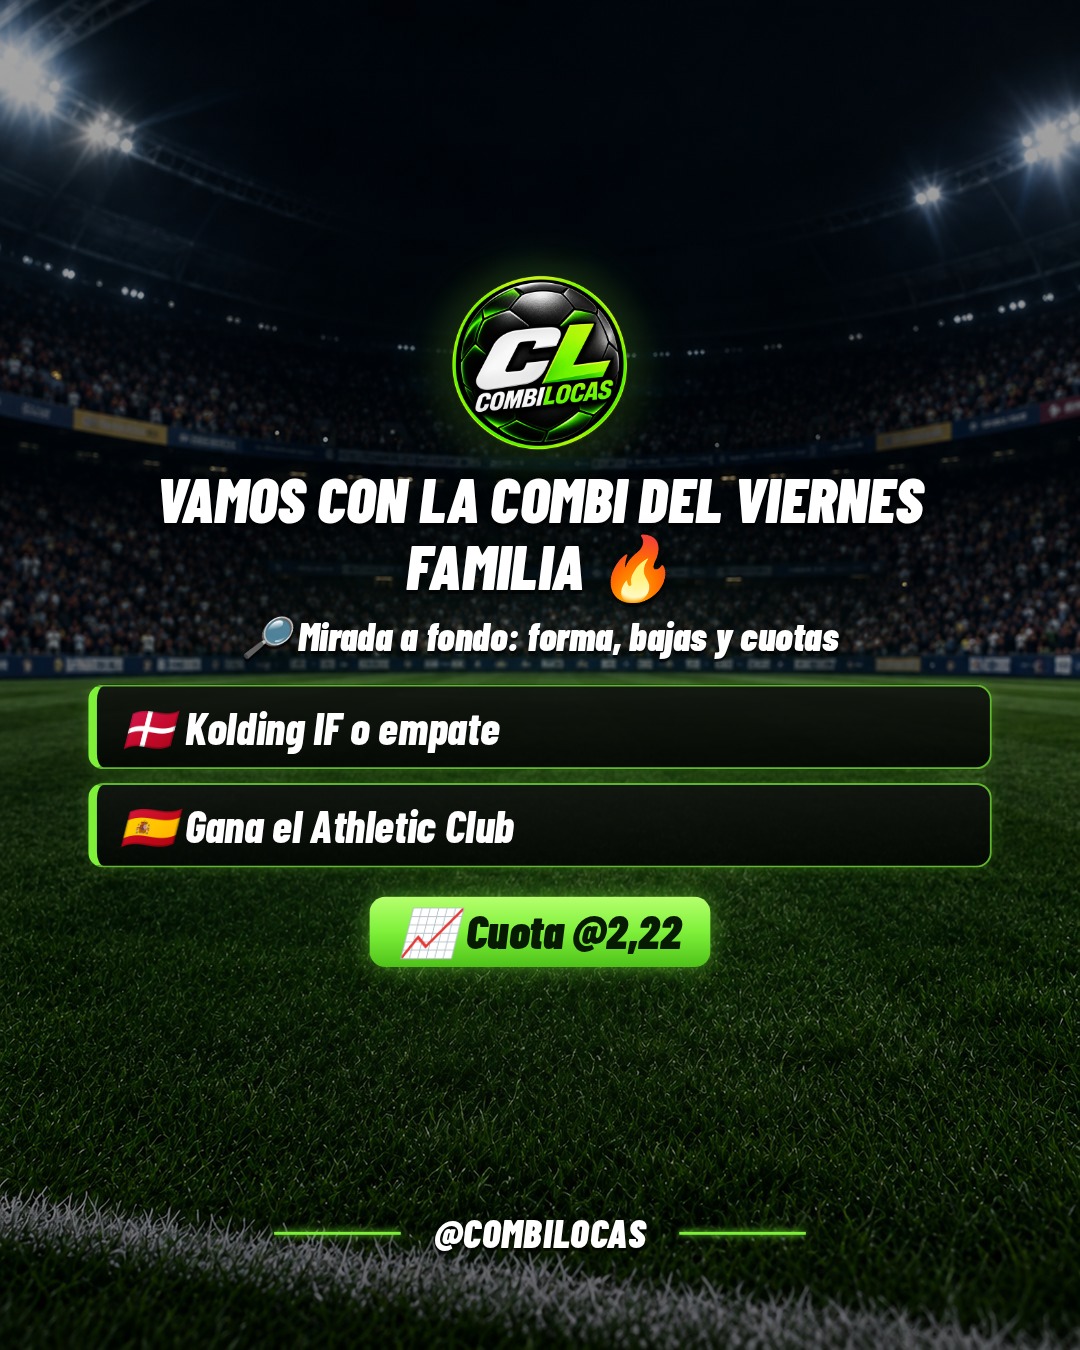 CL
COMBILOCAS
VAMOS CON LA COMBI DEL VIERNES
FAMILIA 🔥
🔎 Mirada a fondo: forma, bajas y cuotas
🇩🇰 Kolding IF o empate
🇪🇸 Gana el Athletic Club
📈 Cuota @2,22
@COMBILOCAS